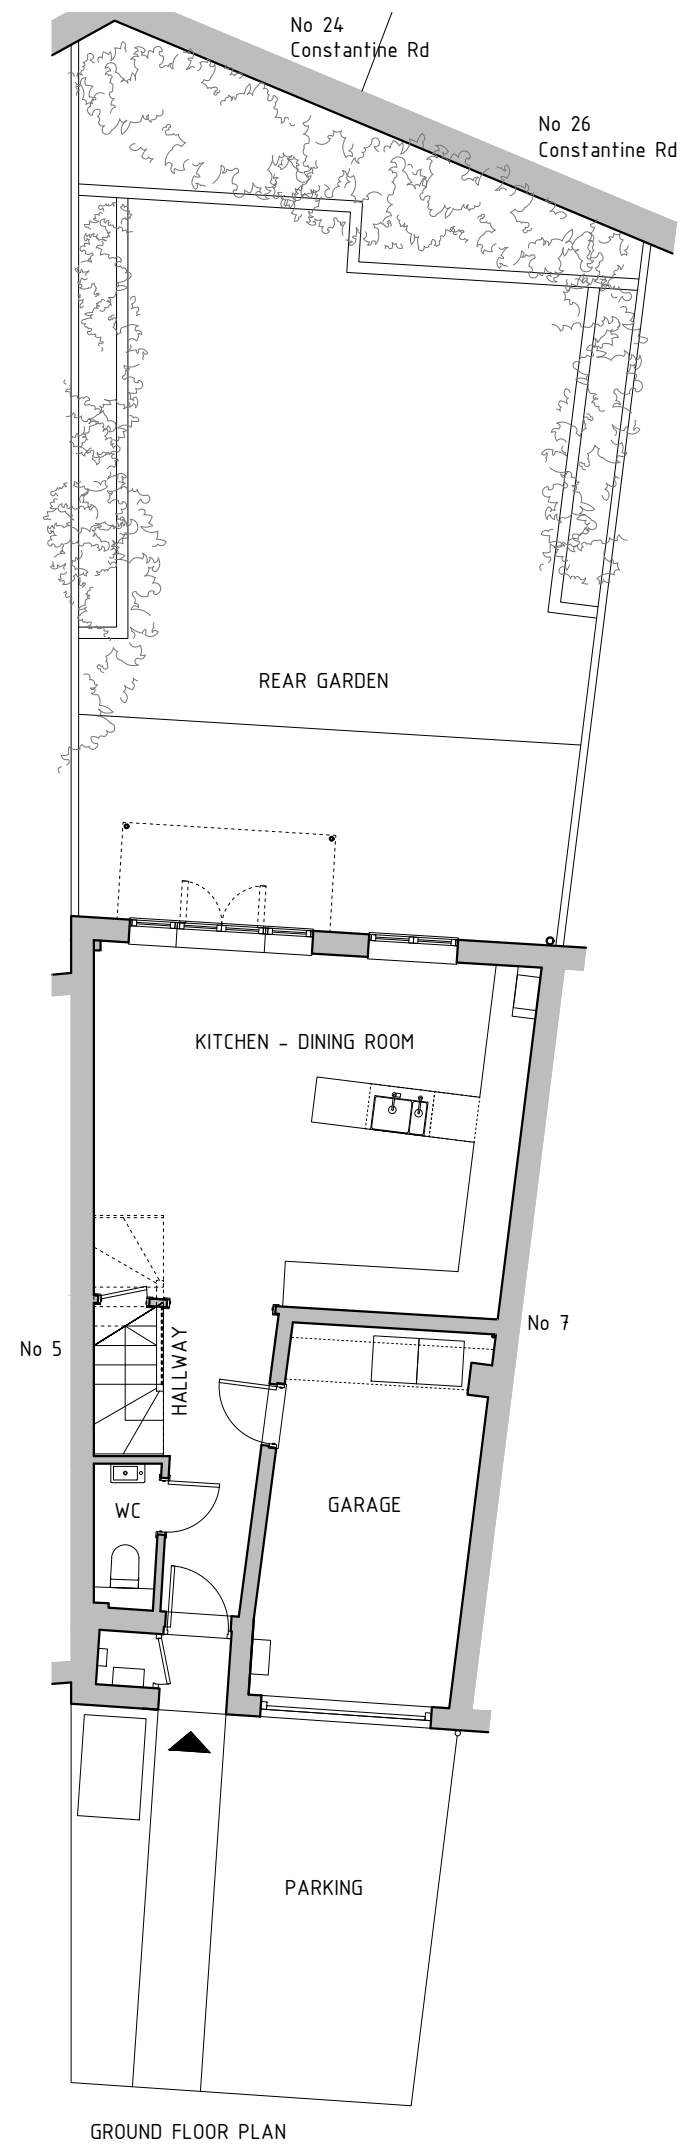 No 24
Constantine Rd
No 26
Constantine Rd
REAR GARDEN
KITCHEN - DINING ROOM
No 7
No 5
HALLWAY
GARAGE
WC
PARKING
GROUND FLOOR PLAN